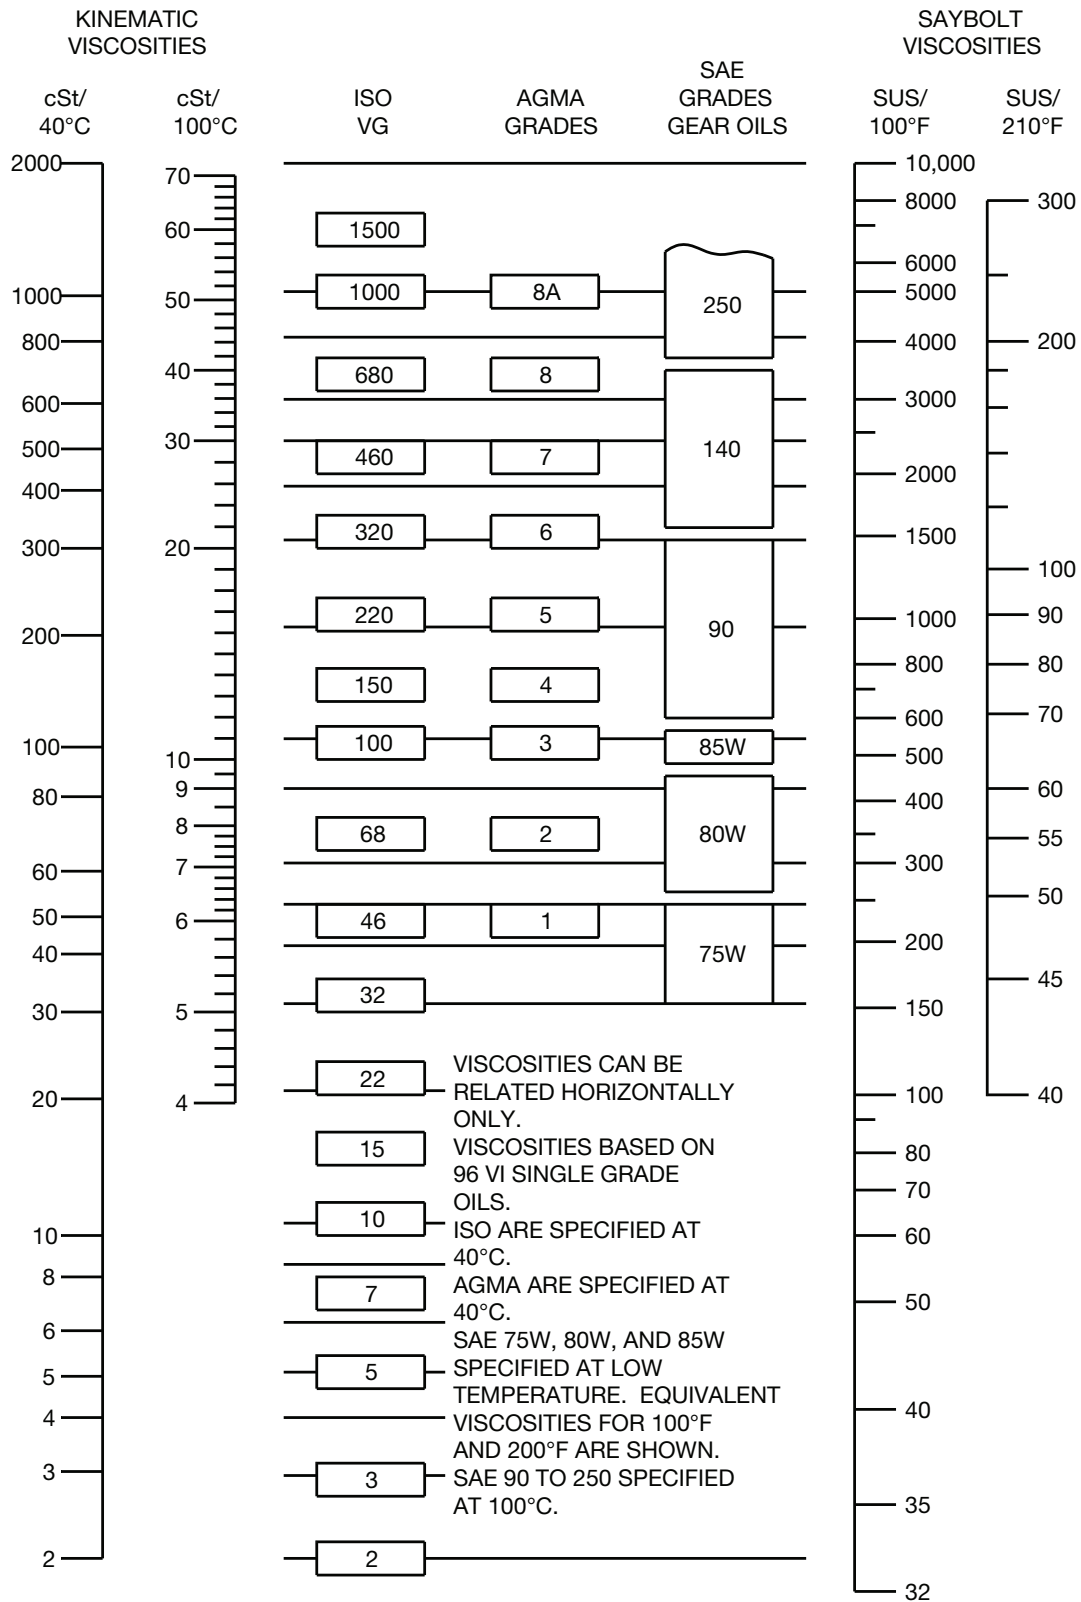 KINEMATIC
VISCOSITIES
SAYBOLT
VISCOSITIES
cSt/
40°C
cSt/
100°C
ISO
VG
AGMA
GRADES
SAE
GRADES
GEAR OILS
SUS/
100°F
SUS/
210°F
2000
1000
800
600
500
400
300
200
100
80
60
50
40
30
20
10
8
6
5
4
3
2
70
60
50
40
30
20
10
9
8
7
6
5
4
1500
1000
680
460
320
220
150
100
68
46
32
22
15
10
7
5
3
2
8A
8
7
6
5
4
3
2
1
250
140
90
85W
80W
75W
VISCOSITIES CAN BE
RELATED HORIZONTALLY
ONLY.
VISCOSITIES BASED ON
96 VI SINGLE GRADE
OILS.
ISO ARE SPECIFIED AT
40°C.
AGMA ARE SPECIFIED AT
40°C.
SAE 75W, 80W, AND 85W
SPECIFIED AT LOW
TEMPERATURE. EQUIVALENT
VISCOSITIES FOR 100°F
AND 200°F ARE SHOWN.
SAE 90 TO 250 SPECIFIED
AT 100°C.
10,000
8000
6000
5000
4000
3000
2000
1500
1000
800
600
500
400
300
200
150
100
80
70
60
50
40
35
32
300
200
100
90
80
70
60
55
50
45
40